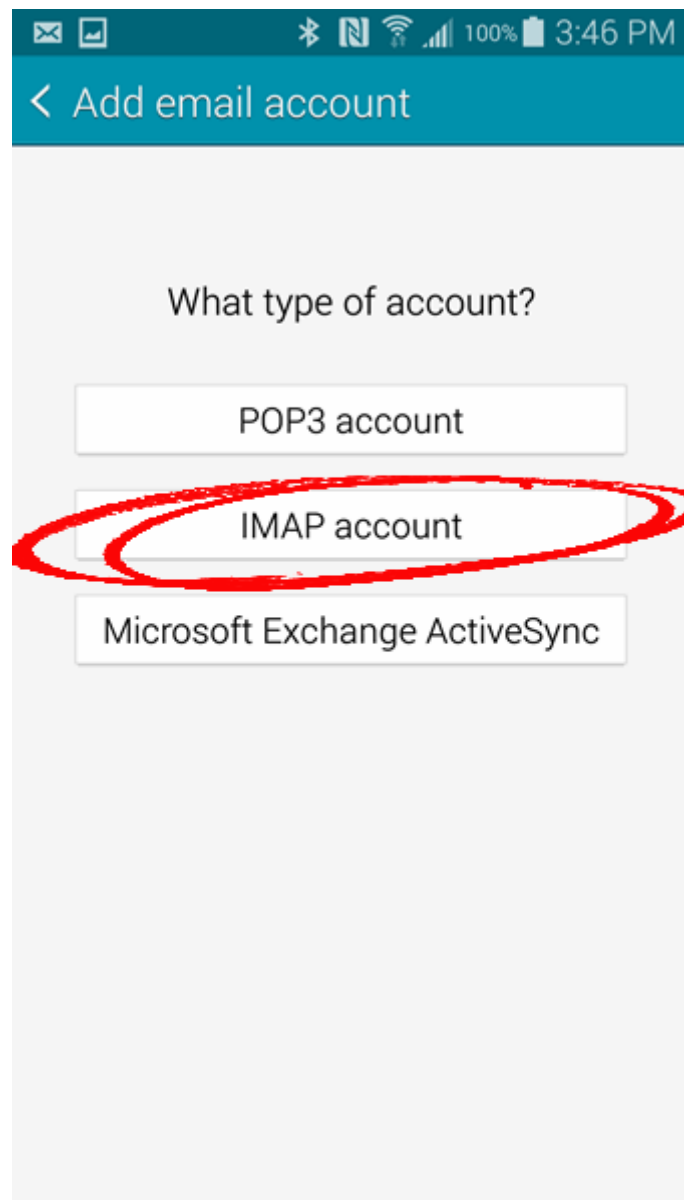 100% 3:46 PM
Add email account
What type of account?
POP3 account
IMAP account
Microsoft Exchange ActiveSync